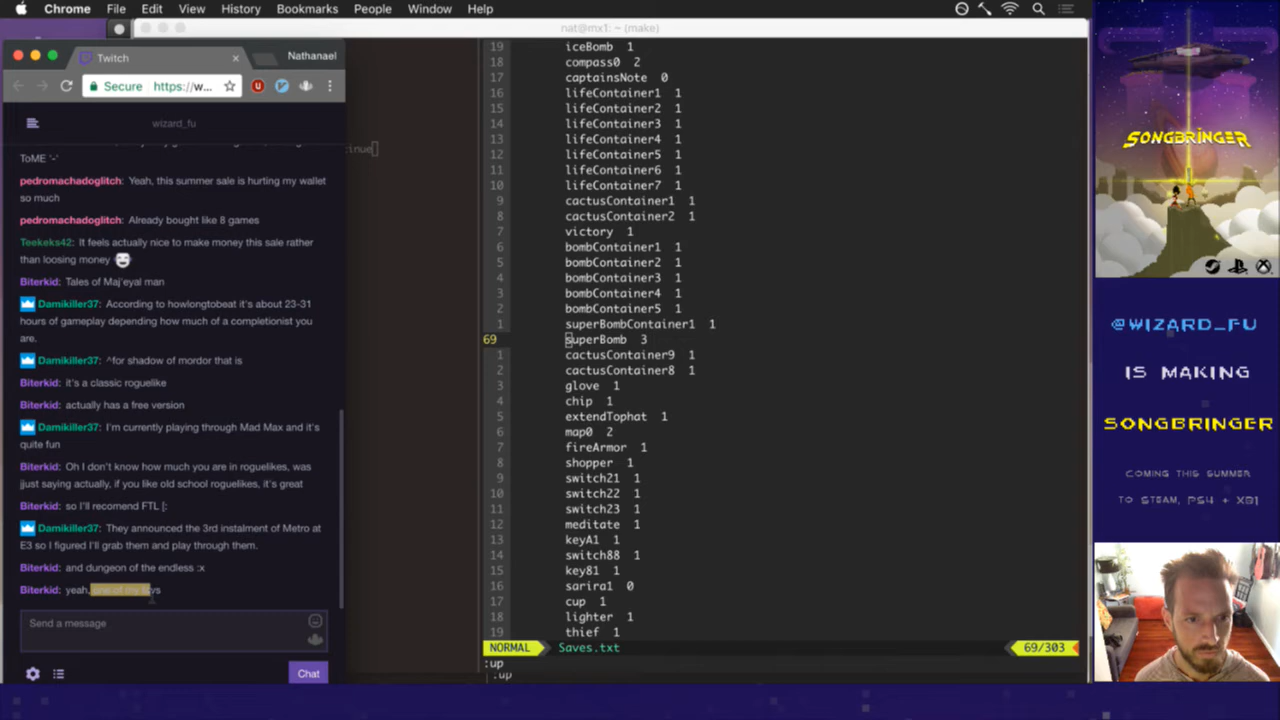 Chrome File Edit View History Bookmarks People Window Help
nat@mx1: ~ (make)
Twitch
Nathanael
Secure https://w...
wizard_fu
ToME '-'
pedromachadoglitch: Yeah, this summer sale is hurting my wallet
so much
pedromachadoglitch: Already bought like 8 games
Teekeks42: It feels actually nice to make money this sale rather
than loosing money
Biterkid: Tales of Maj'eyal man
Damikiller37: According to howlongtobeat it's about 23-31
hours of gameplay depending how much of a completionist you
are.
Damikiller37: ^for shadow of mordor that is
Biterkid: it's a classic roguelike
Biterkid: actually has a free version
Damikiller37: I'm currently playing through Mad Max and it's
quite fun
Biterkid: Oh I don't know how much you are in roguelikes, was
jjust saying actually, if you like old school roguelikes, it's great
Biterkid: so I'll recomend FTL [:
Damikiller37: They announced the 3rd instalment of Metro at
E3 so I figured I'll grab them and play through them.
Biterkid: and dungeon of the endless :x
Biterkid: yeah, one of my favs
Send a message
Chat
tinue]
19 iceBomb 1
18 compass0 2
17 captainsNote 0
16 lifeContainer1 1
15 lifeContainer2 1
14 lifeContainer3 1
13 lifeContainer4 1
12 lifeContainer5 1
11 lifeContainer6 1
10 lifeContainer7 1
9 cactusContainer1 1
8 cactusContainer2 1
7 victory 1
6 bombContainer1 1
5 bombContainer2 1
4 bombContainer3 1
3 bombContainer4 1
2 bombContainer5 1
1 superBombContainer1 1
69 superBomb 3
1 cactusContainer9 1
2 cactusContainer8 1
3 glove 1
4 chip 1
5 extendTophat 1
6 map0 2
7 fireArmor 1
8 shopper 1
9 switch21 1
10 switch22 1
11 switch23 1
12 meditate 1
13 keyA1 1
14 switch88 1
15 key81 1
16 sarira1 0
17 cup 1
18 lighter 1
19 thief 1
NORMAL Saves.txt 69/303
:up
:up
SONGBRINGER
@WIZARD_FU
IS MAKING
SONGBRINGER
COMING THIS SUMMER
TO STEAM, PS4 + XB1